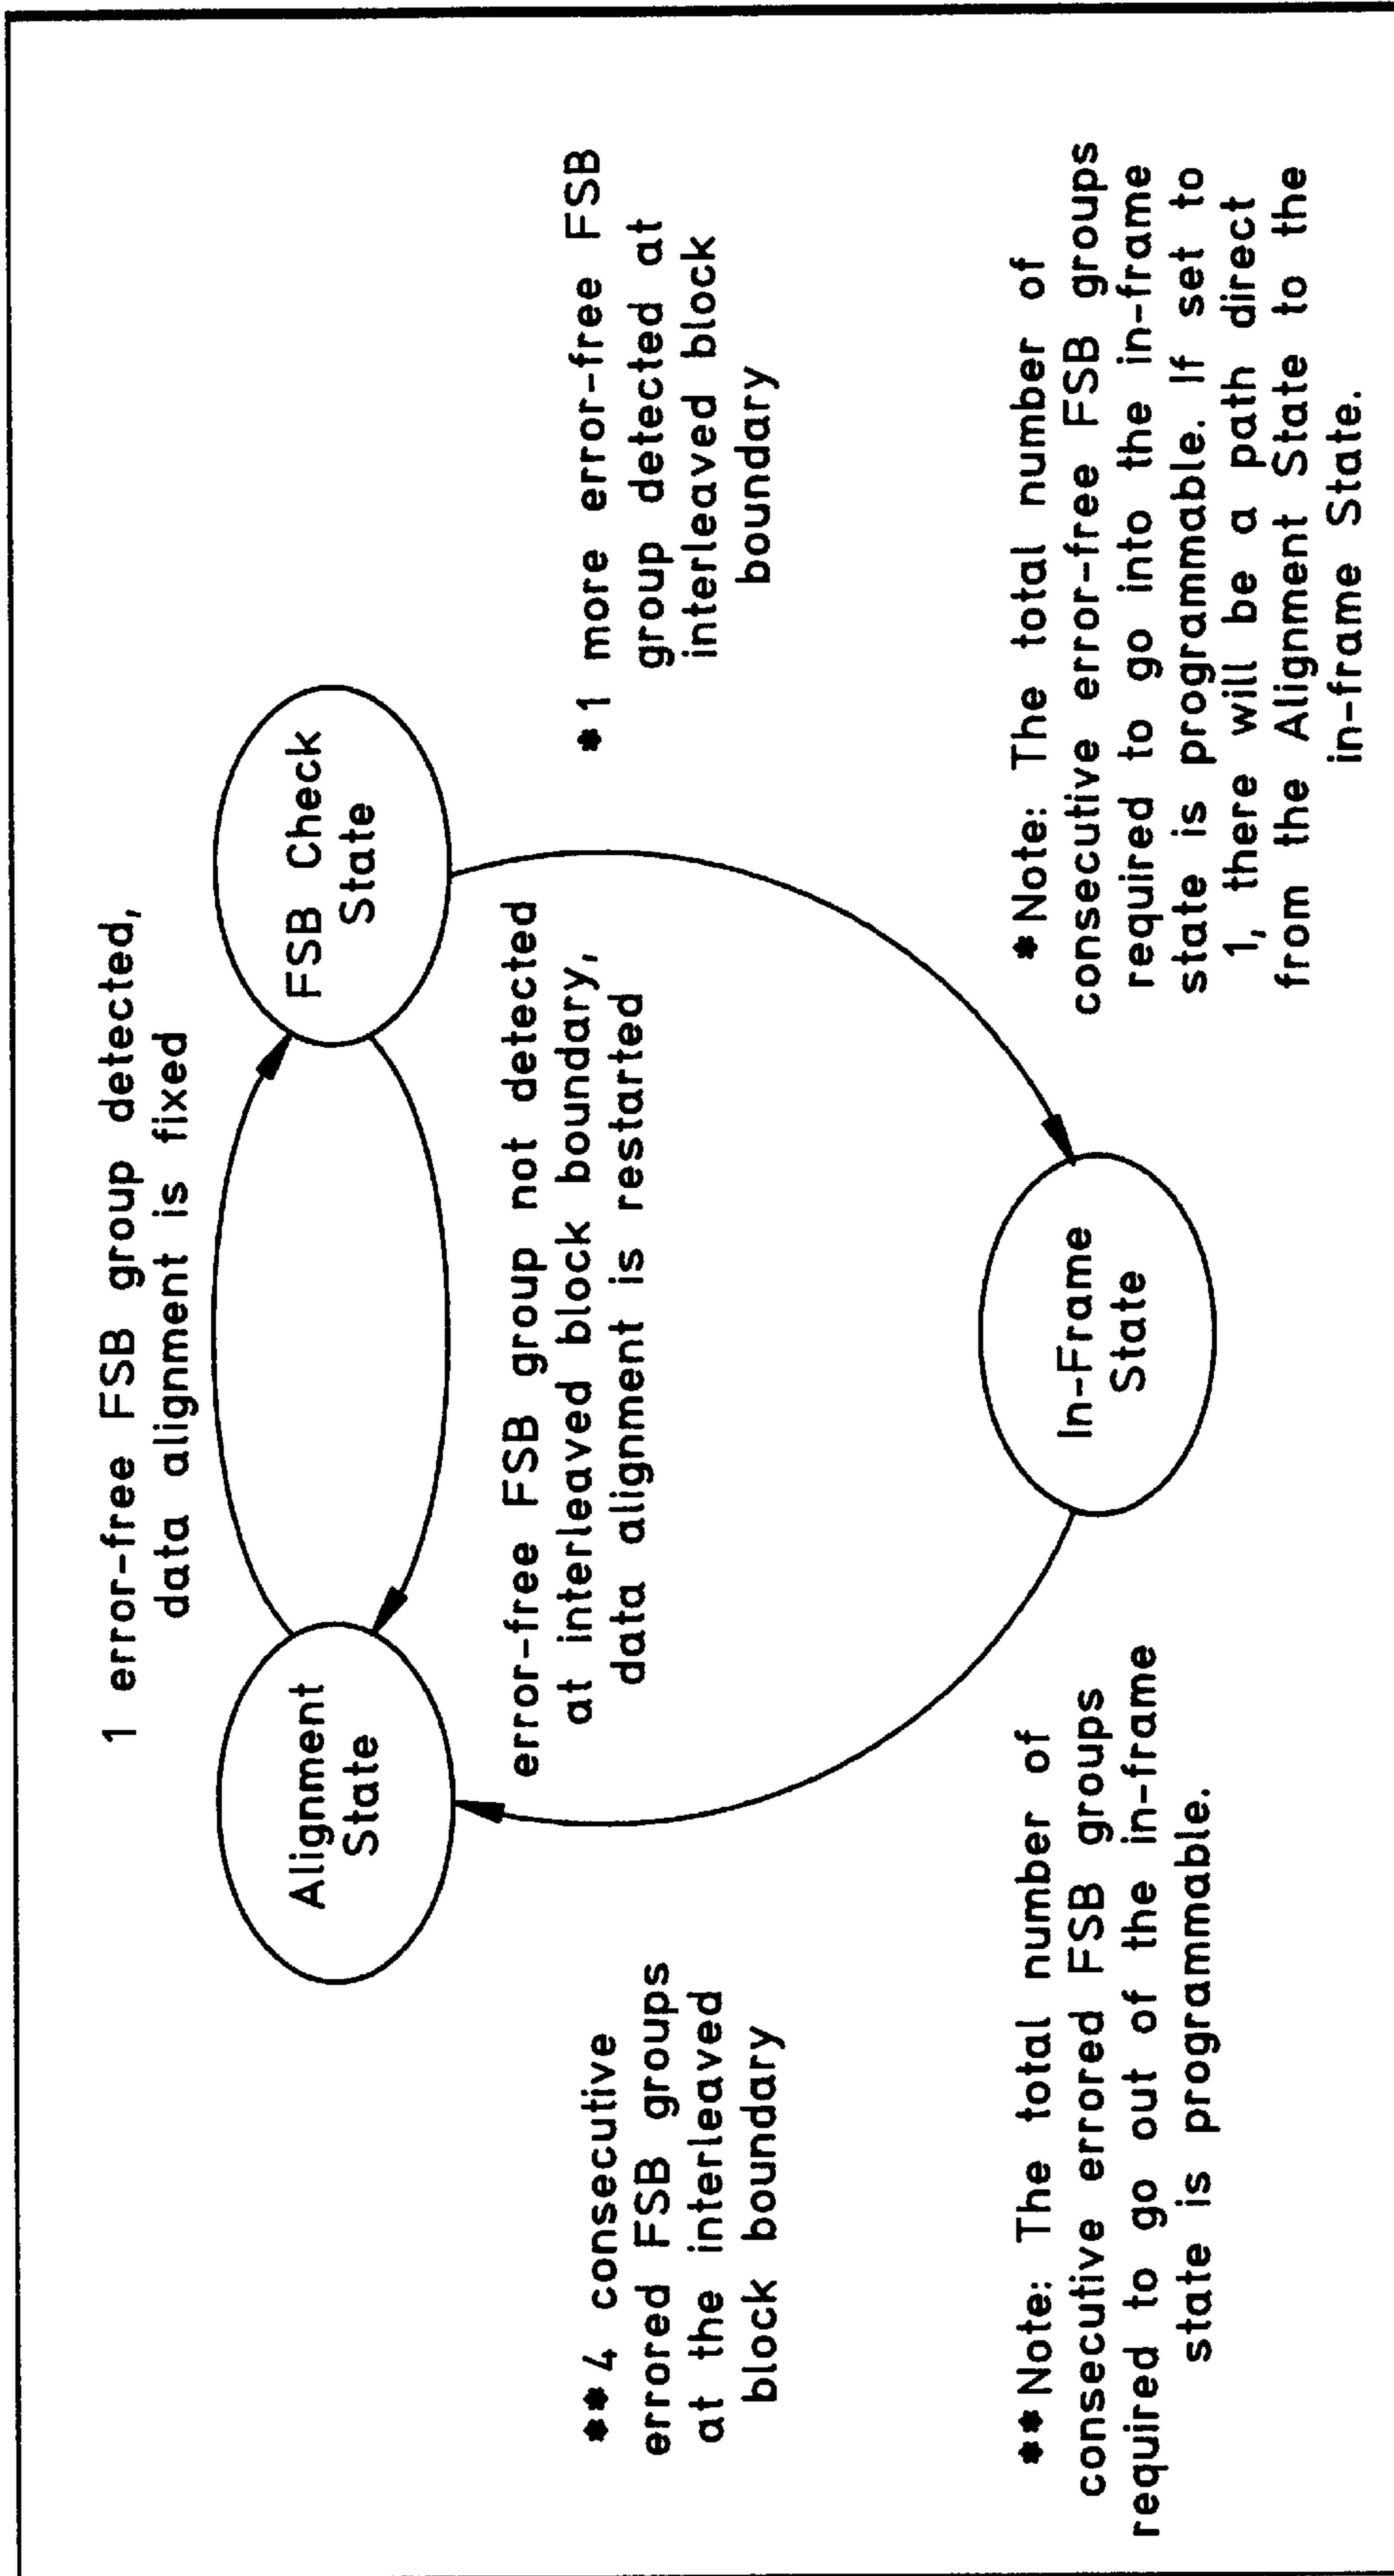 1 error-free FSB group detected,
data alignment is fixed
Alignment
State
FSB Check
State
error-free FSB group not detected
at interleaved block boundary,
data alignment is restarted
** 4 consecutive
errored FSB groups
at the interleaved
block boundary
* 1 more error-free FSB
group detected at
interleaved block
boundary
In-Frame
State
** Note: The total number of
consecutive errored FSB groups
required to go out of the in-frame
state is programmable.
* Note: The total number of
consecutive error-free FSB groups
required to go into the in-frame
state is programmable. If set to
1, there will be a path direct
from the Alignment State to the
in-frame State.